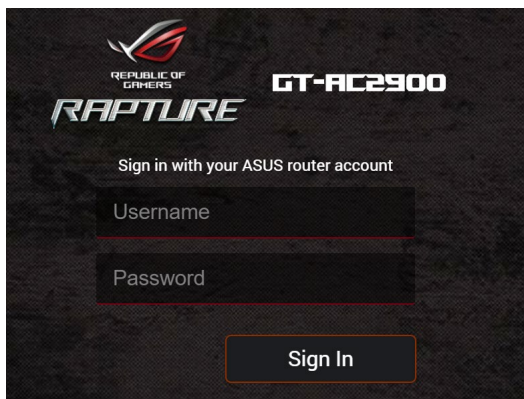 REPUBLIC OF
GAMERS
RAPTURE
GT-AC2900
Sign in with your ASUS router account
Username
Password
Sign In